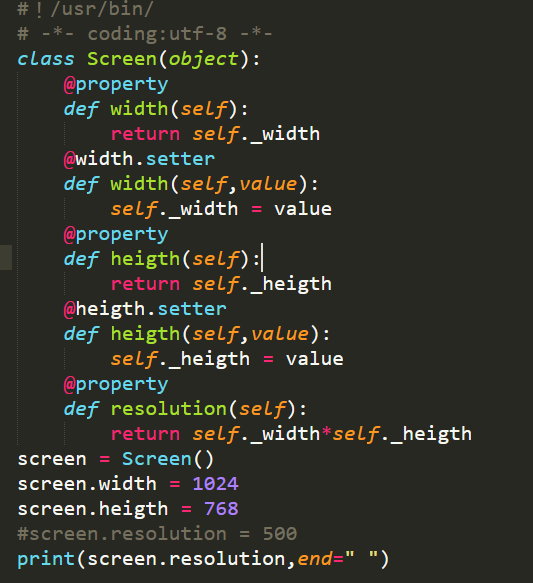 #！/usr/bin/
# -*- coding:utf-8 -*-
class Screen(object):
    @property
    def width(self):
        return self._width
    @width.setter
    def width(self,value):
        self._width = value
    @property
    def heigth(self):
        return self._heigth
    @heigth.setter
    def heigth(self,value):
        self._heigth = value
    @property
    def resolution(self):
        return self._width*self._heigth
screen = Screen()
screen.width = 1024
screen.heigth = 768
#screen.resolution = 500
print(screen.resolution,end=" ")